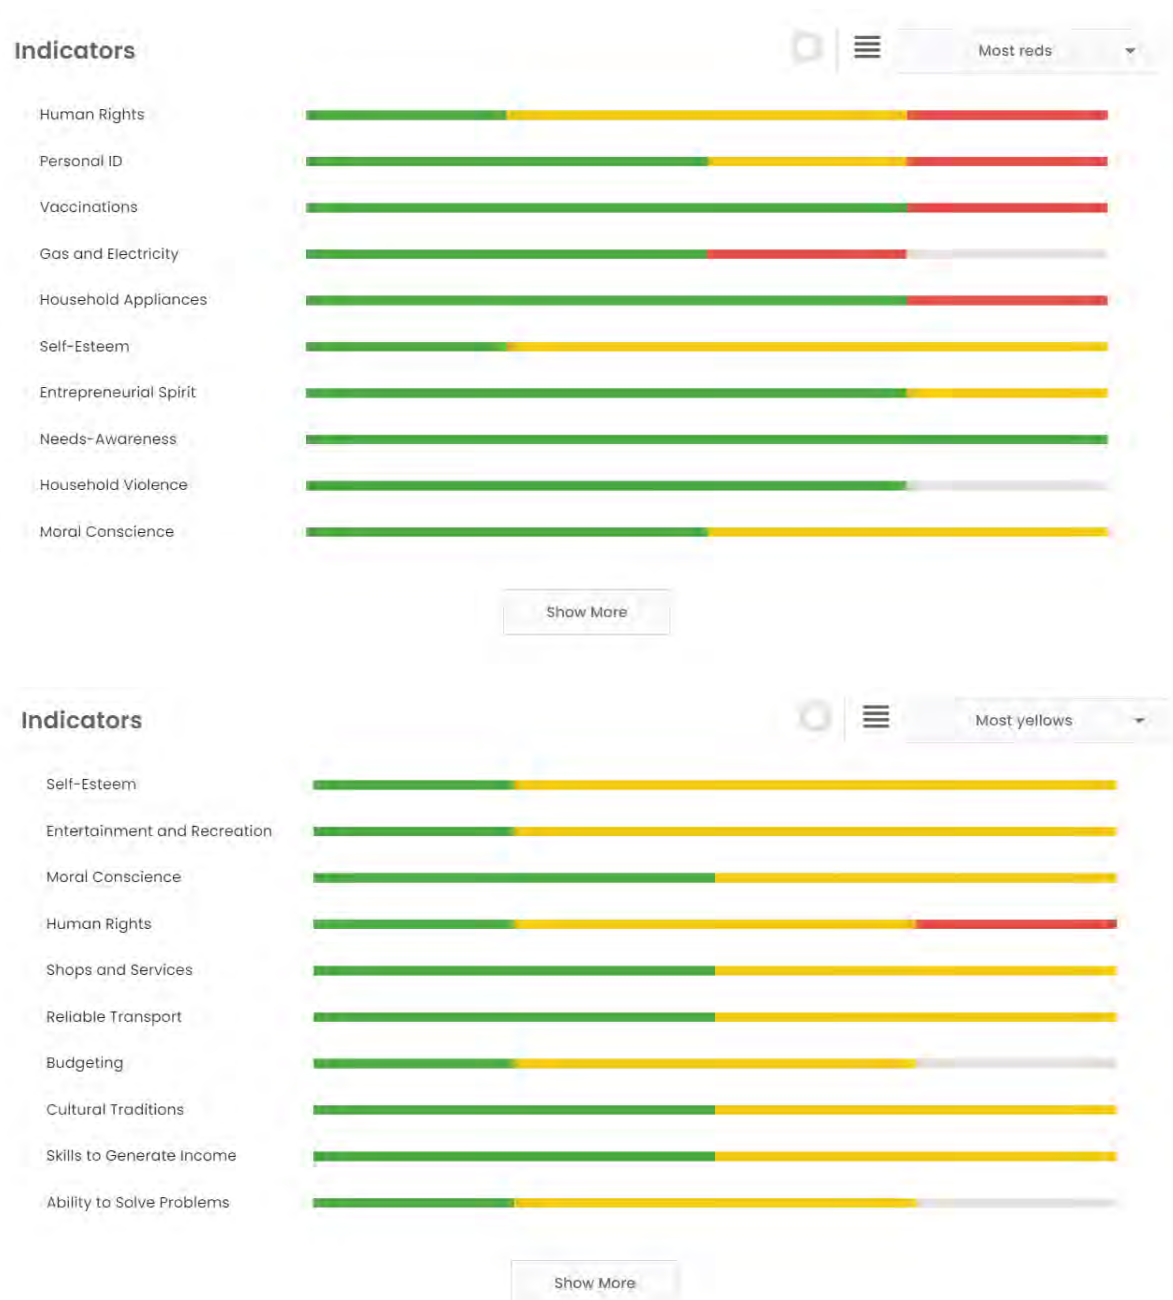 Indicators
Most reds
Human Rights
Personal ID
Vaccinations
Gas and Electricity
Household Appliances
Self-Esteem
Entrepreneurial Spirit
Needs-Awareness
Household Violence
Moral Conscience
Show More
Indicators
Most yellows
Self-Esteem
Entertainment and Recreation
Moral Conscience
Human Rights
Shops and Services
Reliable Transport
Budgeting
Cultural Traditions
Skills to Generate Income
Ability to Solve Problems
Show More